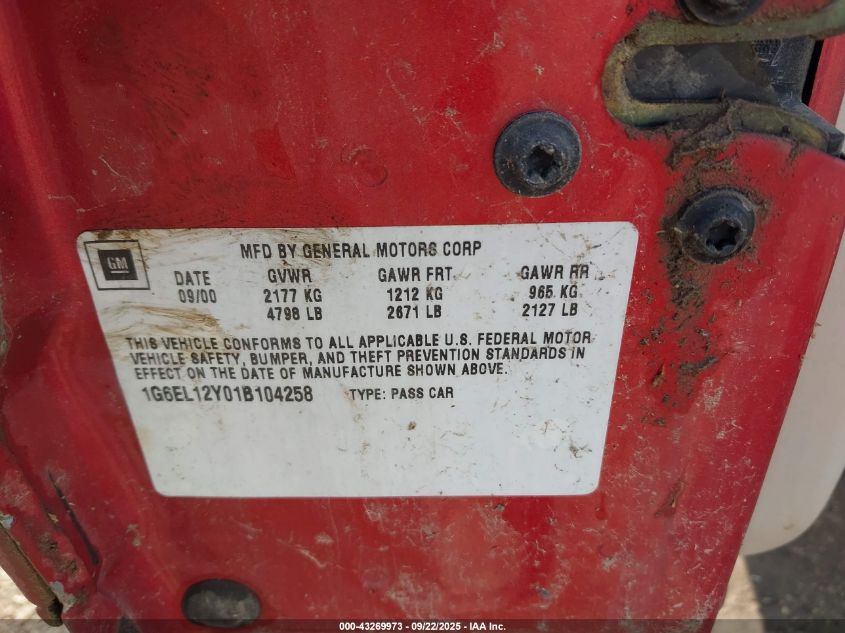 GM
MFD BY GENERAL MOTORS CORP
DATE GVWR GAWR FRT. GAWR RR
09/00 2177 KG 1212 KG 965 KG
4798 LB 2671 LB 2127 LB
THIS VEHICLE CONFORMS TO ALL APPLICABLE U.S. FEDERAL MOTOR
VEHICLE SAFETY, BUMPER, AND THEFT PREVENTION STANDARDS IN
EFFECT ON THE DATE OF MANUFACTURE SHOWN ABOVE.
1G6EL12Y01B104258 TYPE: PASS CAR
000-43269973 - 09/22/2025 - IAA Inc.